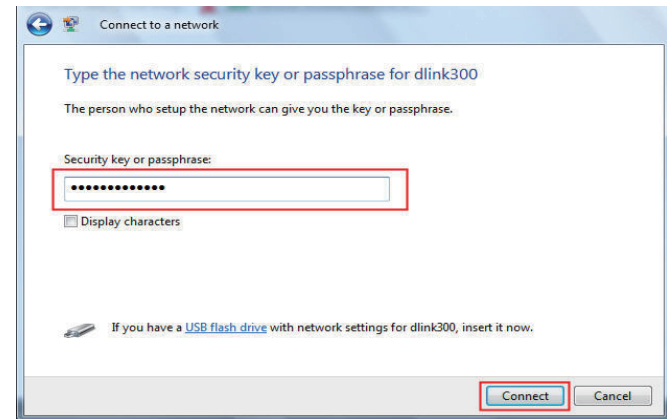 Connect to a network
Type the network security key or passphrase for dlink300
The person who setup the network can give you the key or passphrase.
Security key or passphrase:
•••••••••••••
Display characters
If you have a USB flash drive with network settings for dlink300, insert it now.
Connect
Cancel